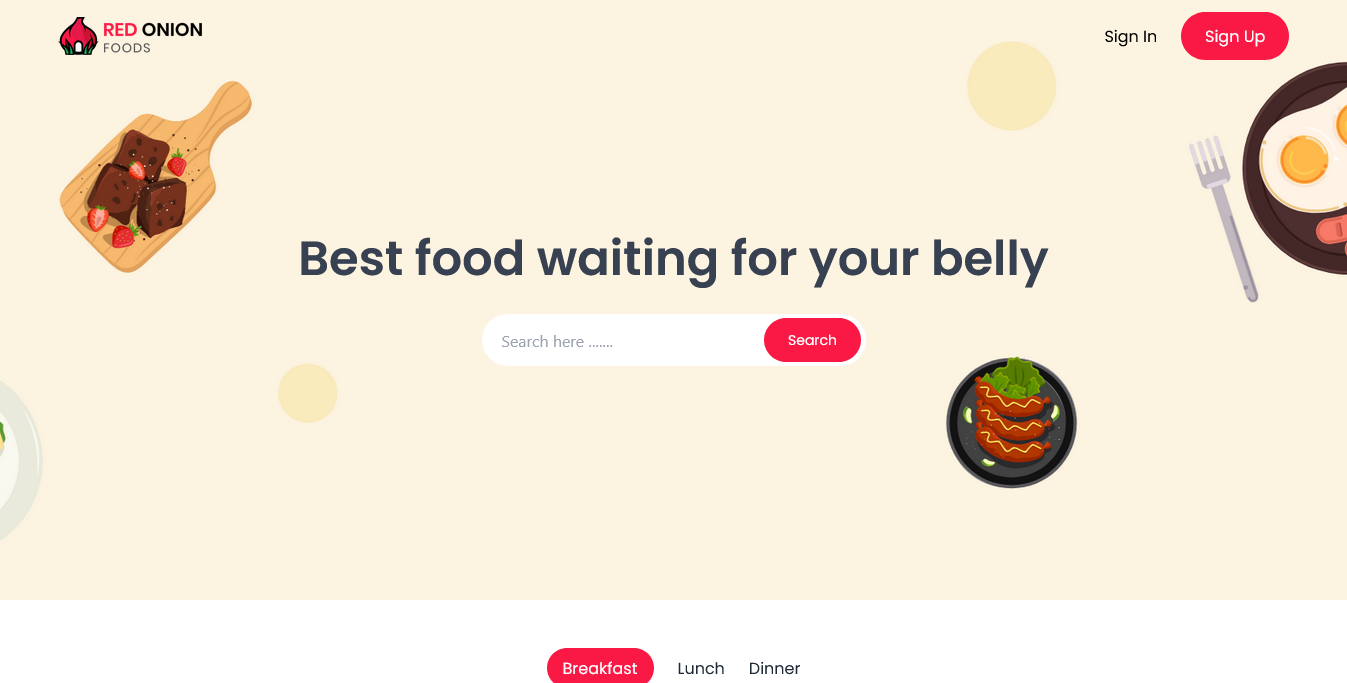 RED ONION
FOODS
Sign In
Sign Up
Best food waiting for your belly
Search here .......
Search
Breakfast
Lunch
Dinner